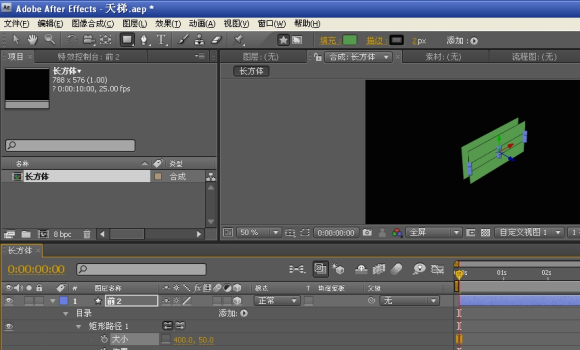 Adobe After Effects - 天梯.aep *
文件(F) 编辑(E) 图像合成(C) 图层(L) 效果(T) 动画(A) 视图(V) 窗口(W) 帮助(H)
填充 描边 2px 添加:
项目 特效控制台: 前 2
图层: (无) 合成: 长方体 素材: (无) 流程图: (无)
长方体▼
788 x 576 (1.00)
? 0:00:10:00, 25.00 fps
长方体
名称 类型
长方体 合成
8 bpc
50 % 0:00:00:00 全屏 自定义视图 1
长方体
0:00:00:00
# 图层名称 模式 T 轨道蒙板 父级
01s 02s
1 前 2 正常 无
目录 添加:
矩形路径 1
大小 400.0, 50.0